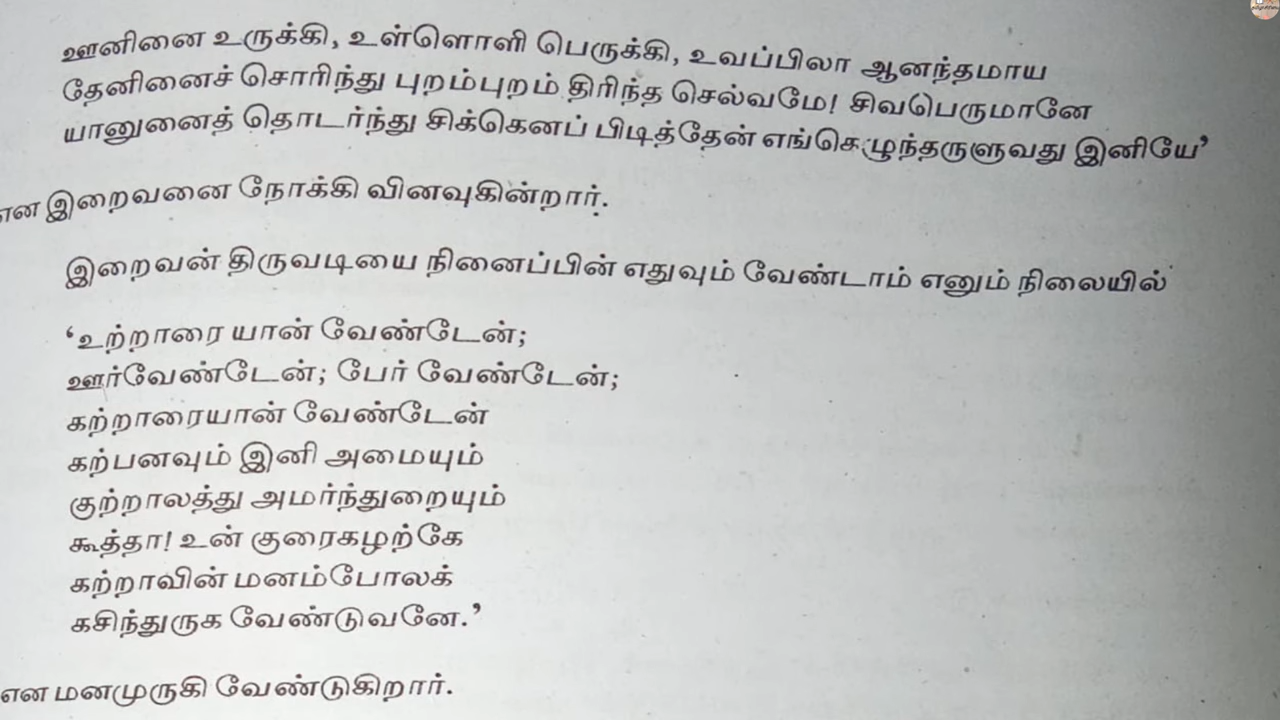 ஊனினை உருக்கி, உள்ளொளி பெருக்கி, உவப்பிலா ஆனந்தமாய
தேனினைச் சொரிந்து புறம்புறம் திரிந்த செல்வமே! சிவபெருமானே
யானுனைத் தொடர்ந்து சிக்கெனப் பிடித்தேன் எங்கெழுந்தருளுவது இனியே’
என இறைவனை நோக்கி வினவுகின்றார்.
இறைவன் திருவடியை நினைப்பின் எதுவும் வேண்டாம் எனும் நிலையில்
‘உற்றாரை யான் வேண்டேன்;
ஊர்வேண்டேன்; பேர் வேண்டேன்;
கற்றாரையான் வேண்டேன்
கற்பனவும் இனி அமையும்
குற்றாலத்து அமர்ந்துறையும்
கூத்தா! உன் குரைகழற்கே
கற்றாவின் மனம்போலக்
கசிந்துருக வேண்டுவனே.’
என மனமுருகி வேண்டுகிறார்.